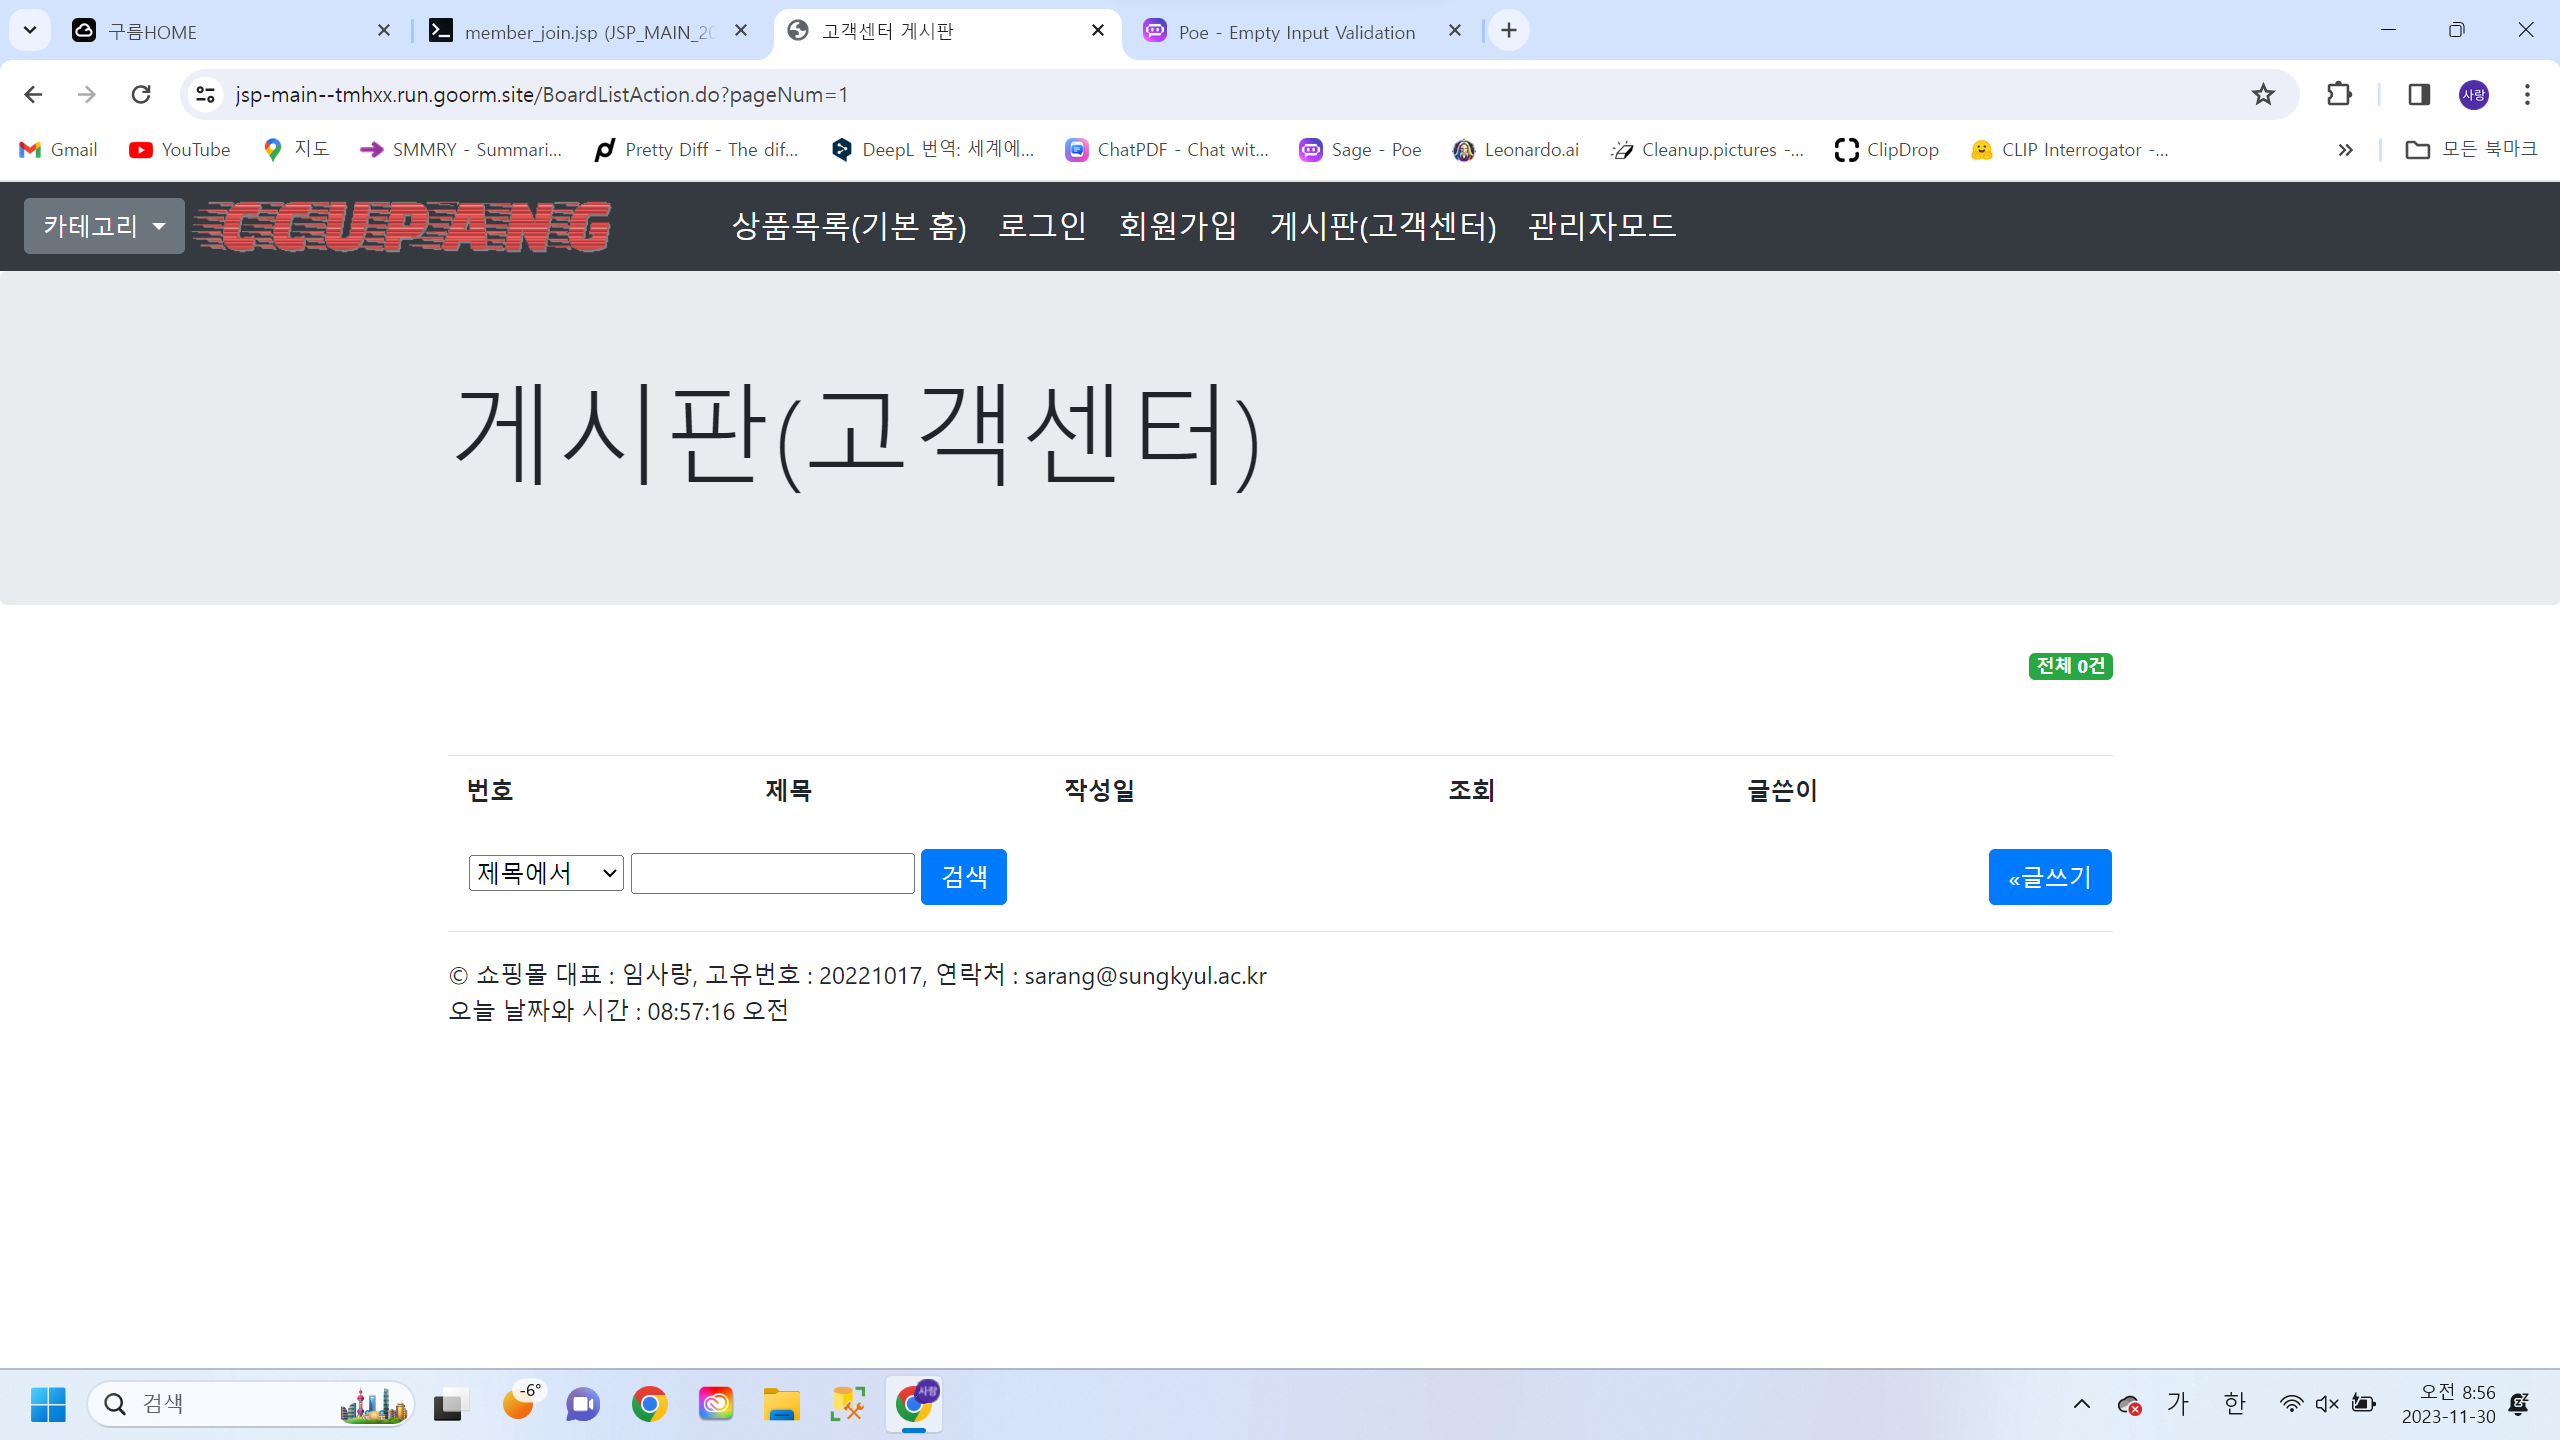 구름HOME
member_join.jsp (JSP_MAIN_20
고객센터 게시판
Poe - Empty Input Validation
jsp-main--tmhxx.run.goorm.site/BoardListAction.do?pageNum=1
사랑
Gmail
YouTube
지도
SMMRY - Summari...
Pretty Diff - The dif...
DeepL 번역: 세계에...
ChatPDF - Chat wit...
Sage - Poe
Leonardo.ai
Cleanup.pictures -...
ClipDrop
CLIP Interrogator -...
모든 북마크
카테고리
CCUPANG
상품목록(기본 홈)
로그인
회원가입
게시판(고객센터)
관리자모드
게시판(고객센터)
전체 0건
번호 제목 작성일 조회 글쓴이
제목에서
검색
«글쓰기
© 쇼핑몰 대표 : 임사랑, 고유번호 : 20221017, 연락처 : sarang@sungkyul.ac.kr
오늘 날짜와 시간 : 08:57:16 오전
검색
-6°
사랑
가
한
오전 8:56
2023-11-30